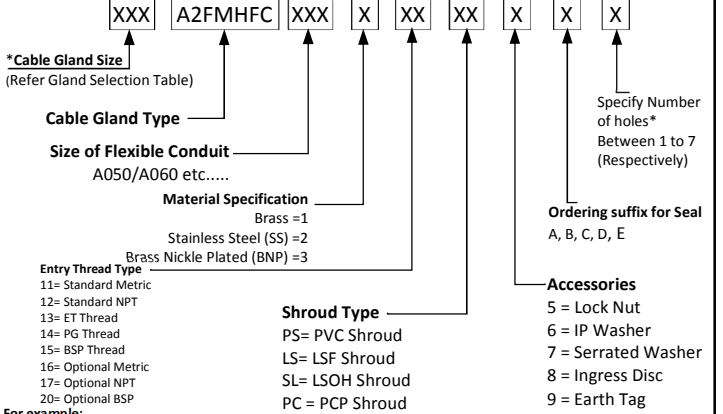 XXX A2FMHFC XXX X XX XX X X X
*Cable Gland Size
(Refer Gland Selection Table)
Cable Gland Type
Size of Flexible Conduit
A050/A060 etc.....
Material Specification
Brass =1
Stainless Steel (SS) =2
Brass Nickle Plated (BNP) =3
Entry Thread Type
11= Standard Metric
12= Standard NPT
13= ET Thread
14= PG Thread
15= BSP Thread
16= Optional Metric
17= Optional NPT
20= Optional BSP
For example:
Shroud Type
PS= PVC Shroud
LS= LSF Shroud
SL= LSOH Shroud
PC = PCP Shroud
Specify Number
of holes*
Between 1 to 7
(Respectively)
Ordering suffix for Seal
A, B, C, D, E
Accessories
5 = Lock Nut
6 = IP Washer
7 = Serrated Washer
8 = Ingress Disc
9 = Earth Tag